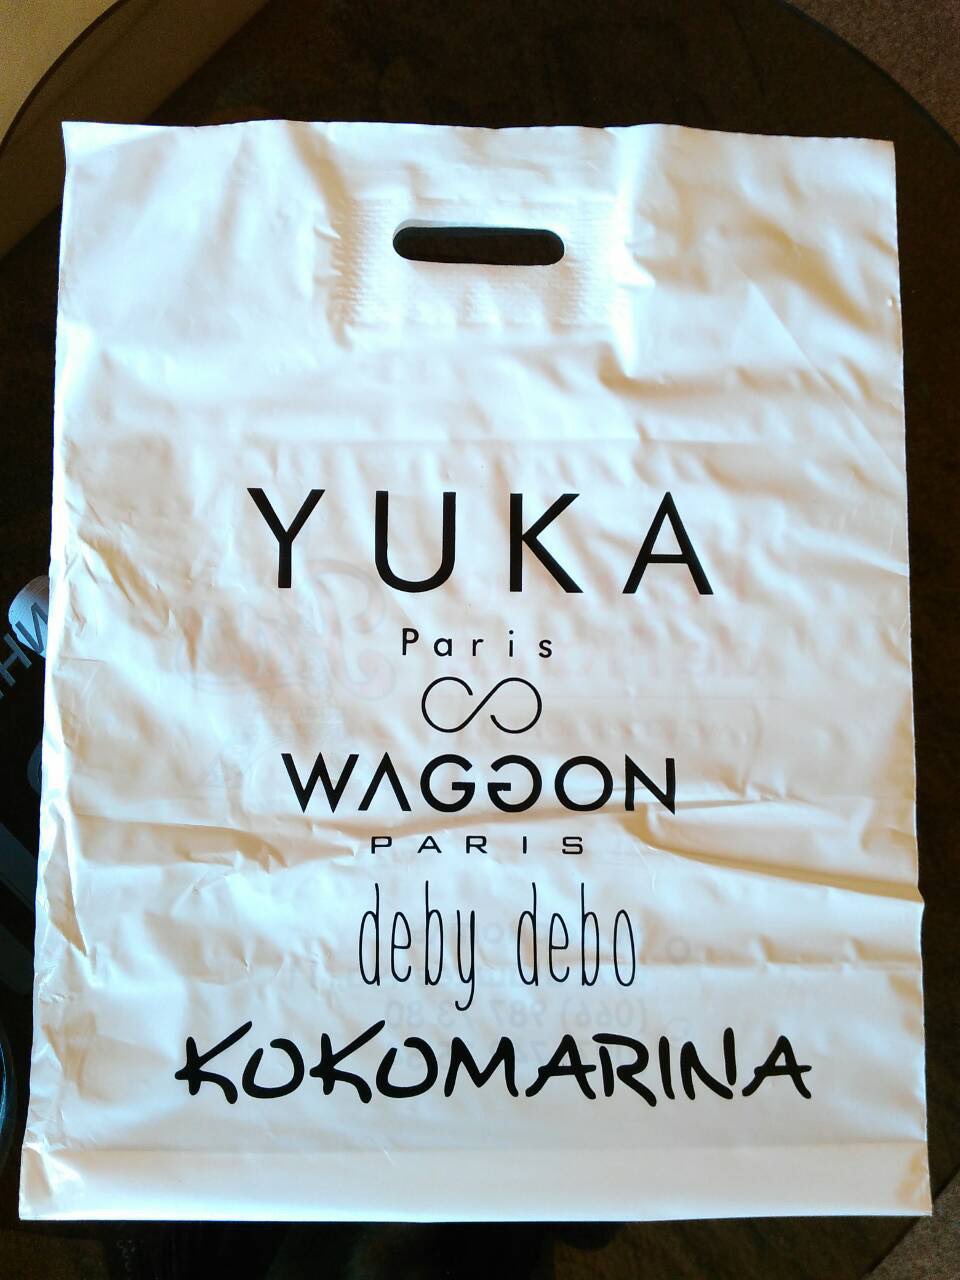 YUKA
Paris
WAGGON
PARIS
deby debo
KOKOMARINA